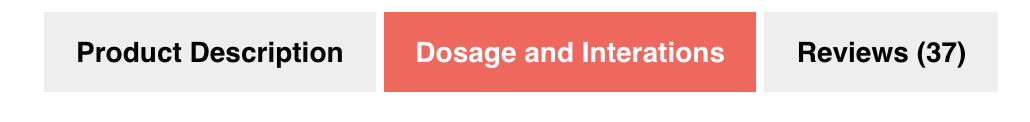 Product Description Dosage and Interations Reviews (37)